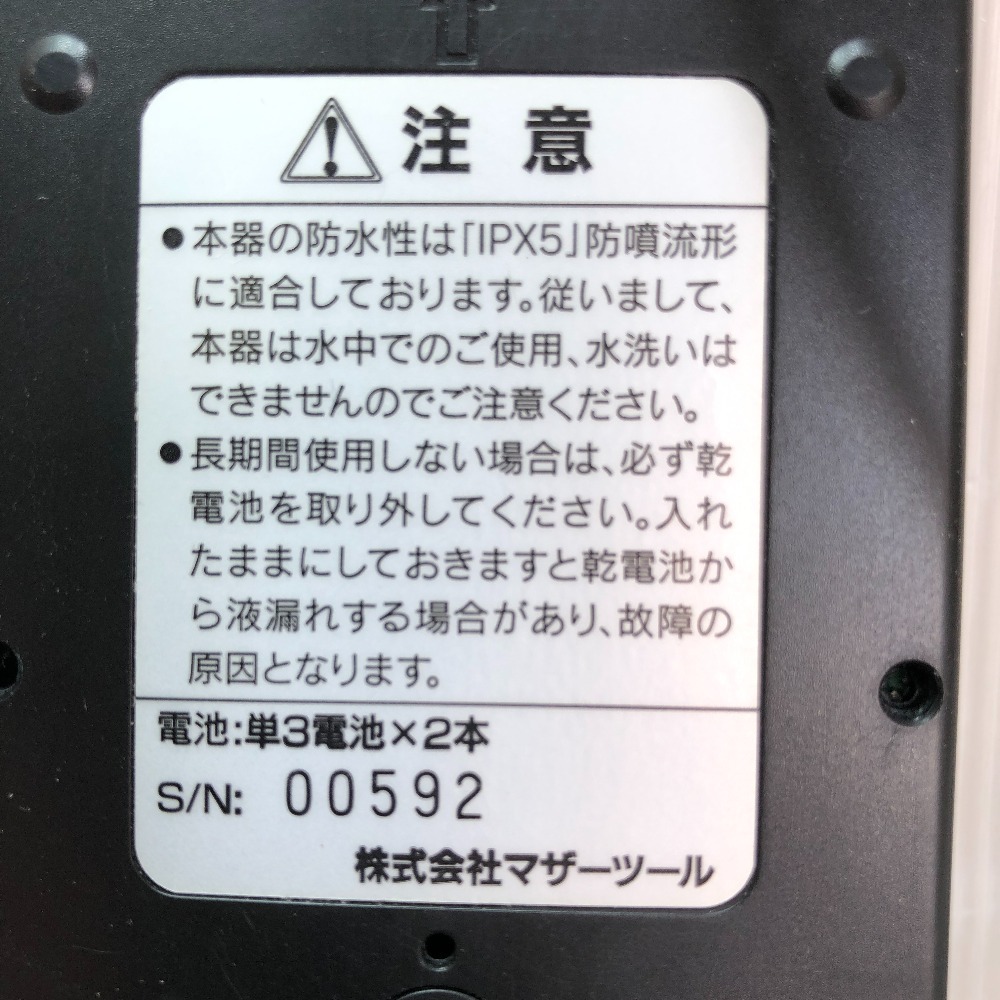 注意
●本器の防水性は「IPX5」防噴流形
に適合しております。従いまして、
本器は水中でのご使用、水洗いは
できませんのでご注意ください。
●長期間使用しない場合は、必ず乾
電池を取り外してください。入れ
たままにしておきますと乾電池か
ら液漏れする場合があり、故障の
原因となります。
電池:単3電池×2本
S/N: 00592
株式会社マザーツール